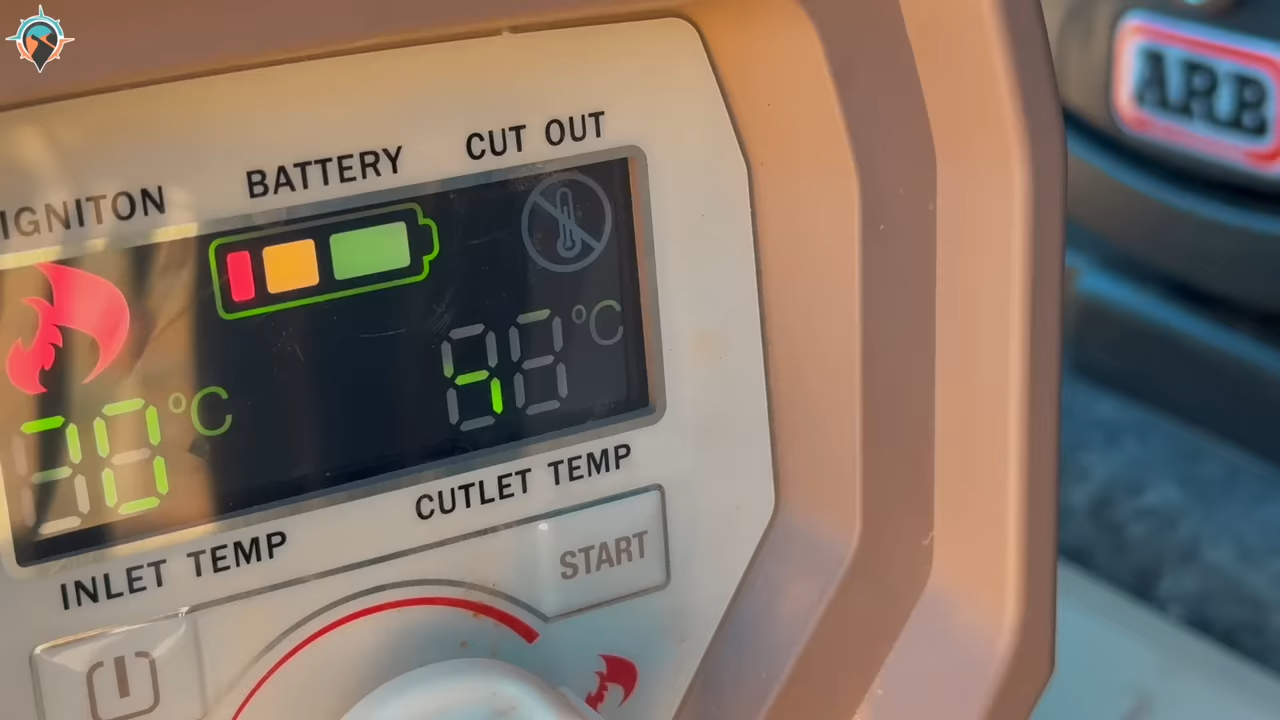 IGNITON
BATTERY
CUT OUT
°C
°C
INLET TEMP
CUTLET TEMP
START
ARB